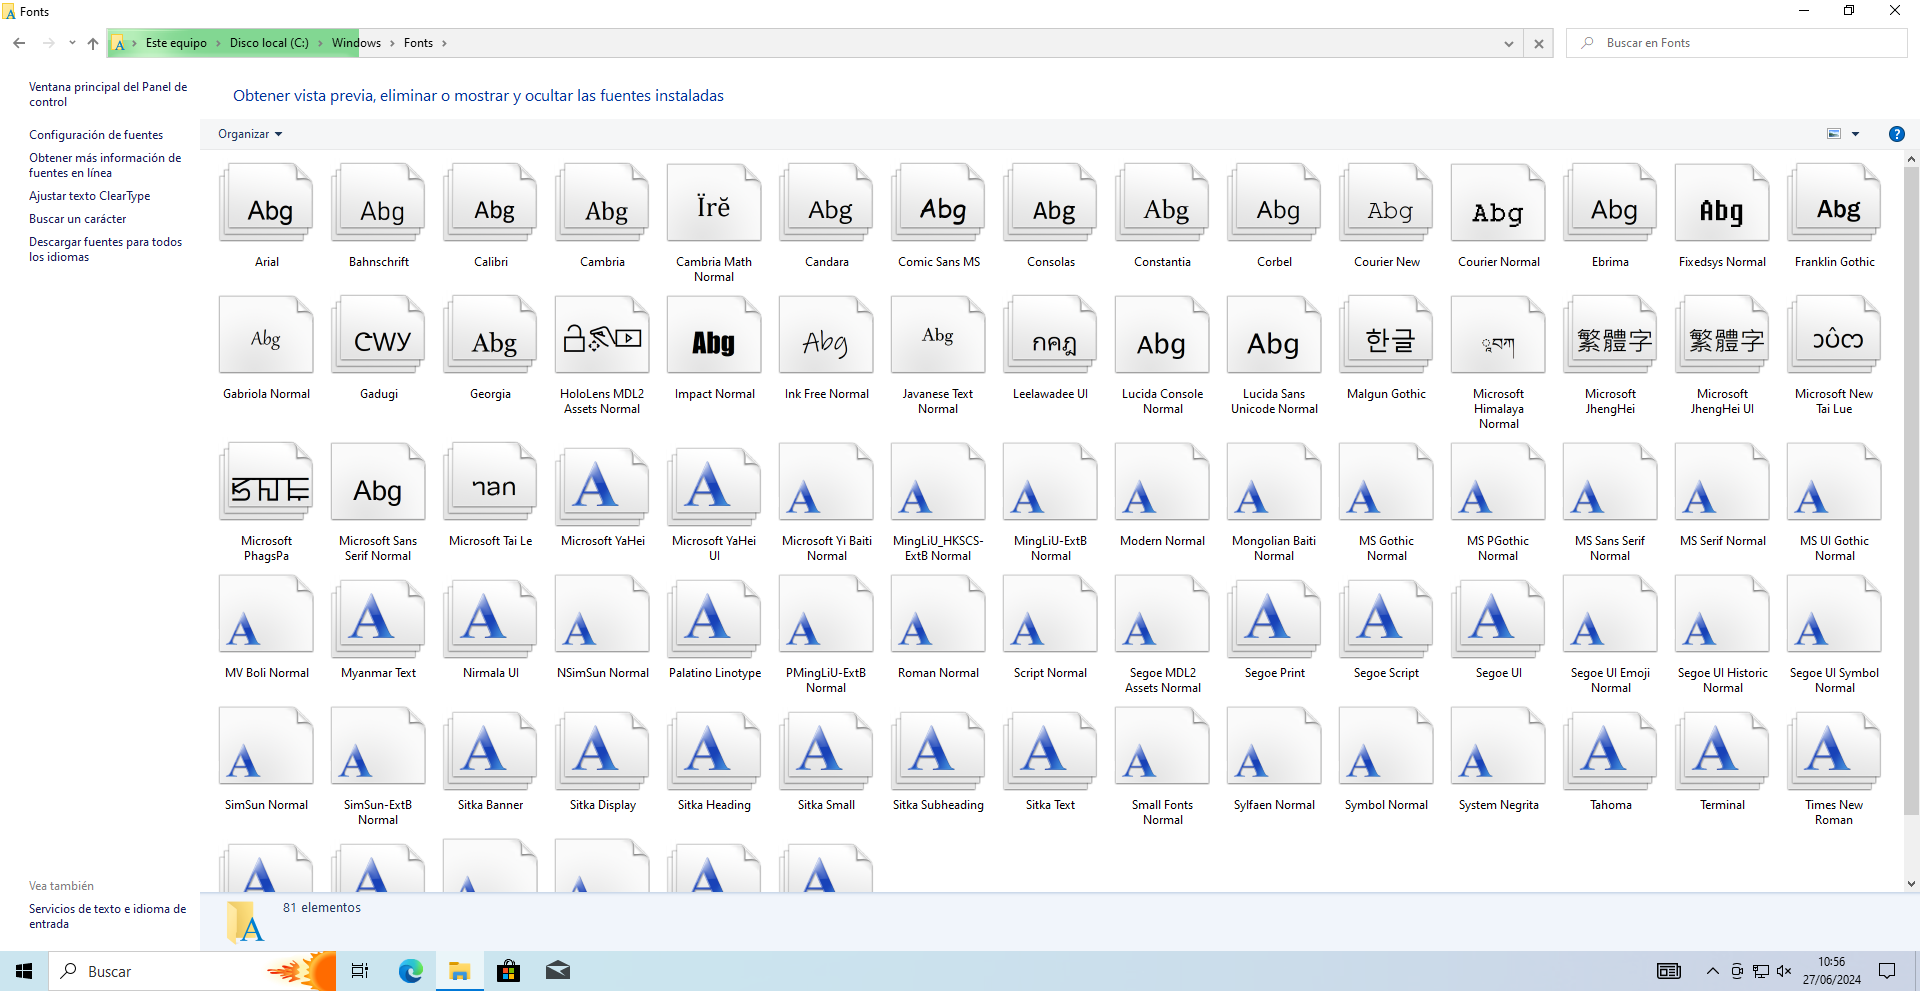 Fonts
Este equipo
Disco local (C:)
Windows
Fonts
Buscar en Fonts
Ventana principal del Panel de
control
Configuración de fuentes
Obtener más información de
fuentes en línea
Ajustar texto ClearType
Buscar un carácter
Descargar fuentes para todos
los idiomas
Obtener vista previa, eliminar o mostrar y ocultar las fuentes instaladas
Organizar
Abg
Abg
Abg
Abg
Ïrĕ
Abg
Abg
Abg
Abg
Abg
Abg
Abg
Abg
Abg
Abg
Arial
Bahnschrift
Calibri
Cambria
Cambria Math
Normal
Candara
Comic Sans MS
Consolas
Constantia
Corbel
Courier New
Courier Normal
Ebrima
Fixedsys Normal
Franklin Gothic
Abg
ᏣᎳᎩ
Abg
Abg
Abg
Abg
กคฎ
Abg
Abg
한글
繁體字
繁體字
Gabriola Normal
Gadugi
Georgia
HoloLens MDL2
Assets Normal
Impact Normal
Ink Free Normal
Javanese Text
Normal
Leelawadee UI
Lucida Console
Normal
Lucida Sans
Unicode Normal
Malgun Gothic
Microsoft
Himalaya
Normal
Microsoft
JhengHei
Microsoft
JhengHei UI
Microsoft New
Tai Lue
Abg
Microsoft
PhagsPa
Microsoft Sans
Serif Normal
Microsoft Tai Le
Microsoft YaHei
Microsoft YaHei
UI
Microsoft Yi Baiti
Normal
MingLiU_HKSCS-
ExtB Normal
MingLiU-ExtB
Normal
Modern Normal
Mongolian Baiti
Normal
MS Gothic
Normal
MS PGothic
Normal
MS Sans Serif
Normal
MS Serif Normal
MS UI Gothic
Normal
MV Boli Normal
Myanmar Text
Nirmala UI
NSimSun Normal
Palatino Linotype
PMingLiU-ExtB
Normal
Roman Normal
Script Normal
Segoe MDL2
Assets Normal
Segoe Print
Segoe Script
Segoe UI
Segoe UI Emoji
Normal
Segoe UI Historic
Normal
Segoe UI Symbol
Normal
SimSun Normal
SimSun-ExtB
Normal
Sitka Banner
Sitka Display
Sitka Heading
Sitka Small
Sitka Subheading
Sitka Text
Small Fonts
Normal
Sylfaen Normal
Symbol Normal
System Negrita
Tahoma
Terminal
Times New
Roman
Vea también
Servicios de texto e idioma de
entrada
81 elementos
Buscar
10:56
27/06/2024